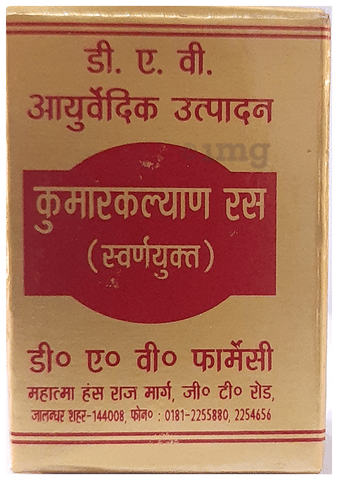 डी. ए. वी.
आयुर्वेदिक उत्पादन
1mg
कुमारकल्याण रस
(स्वर्णयुक्त)
डी० ए० वी० फार्मेसी
महात्मा हंस राज मार्ग, जी० टी० रोड,
जालन्धर शहर-144008, फोन० : 0181-2255880, 2254656